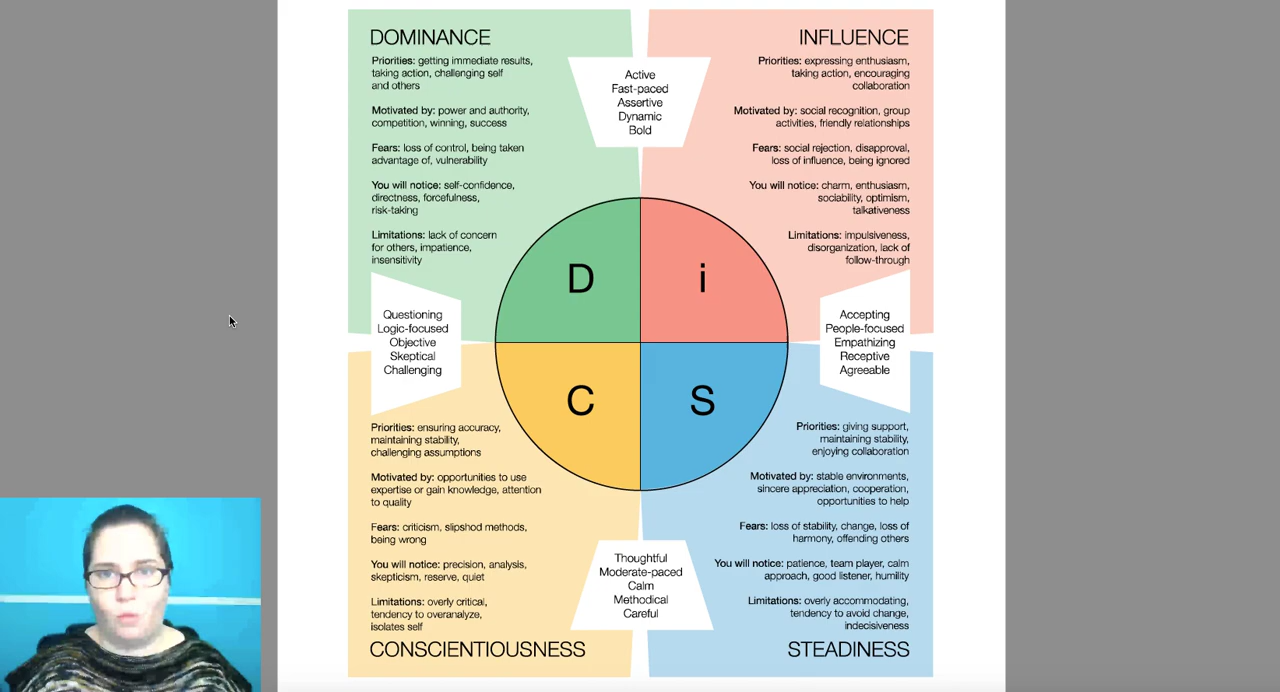 DOMINANCE
Priorities: getting immediate results,
taking action, challenging self
and others
Motivated by: power and authority,
competition, winning, success
Fears: loss of control, being taken
advantage of, vulnerability
You will notice: self-confidence,
directness, forcefulness,
risk-taking
Limitations: lack of concern
for others, impatience,
insensitivity
Active
Fast-paced
Assertive
Dynamic
Bold
INFLUENCE
Priorities: expressing enthusiasm,
taking action, encouraging
collaboration
Motivated by: social recognition, group
activities, friendly relationships
Fears: social rejection, disapproval,
loss of influence, being ignored
You will notice: charm, enthusiasm,
sociability, optimism,
talkativeness
Limitations: impulsiveness,
disorganization, lack of
follow-through
D
i
Questioning
Logic-focused
Objective
Skeptical
Challenging
Accepting
People-focused
Empathizing
Receptive
Agreeable
C
S
Priorities: ensuring accuracy,
maintaining stability,
challenging assumptions
Motivated by: opportunities to use
expertise or gain knowledge, attention
to quality
Fears: criticism, slipshod methods,
being wrong
You will notice: precision, analysis,
skepticism, reserve, quiet
Limitations: overly critical,
tendency to overanalyze,
isolates self
CONSCIENTIOUSNESS
Thoughtful
Moderate-paced
Calm
Methodical
Careful
Priorities: giving support,
maintaining stability,
enjoying collaboration
Motivated by: stable environments,
sincere appreciation, cooperation,
opportunities to help
Fears: loss of stability, change, loss of
harmony, offending others
You will notice: patience, team player, calm
approach, good listener, humility
Limitations: overly accommodating,
tendency to avoid change,
indecisiveness
STEADINESS